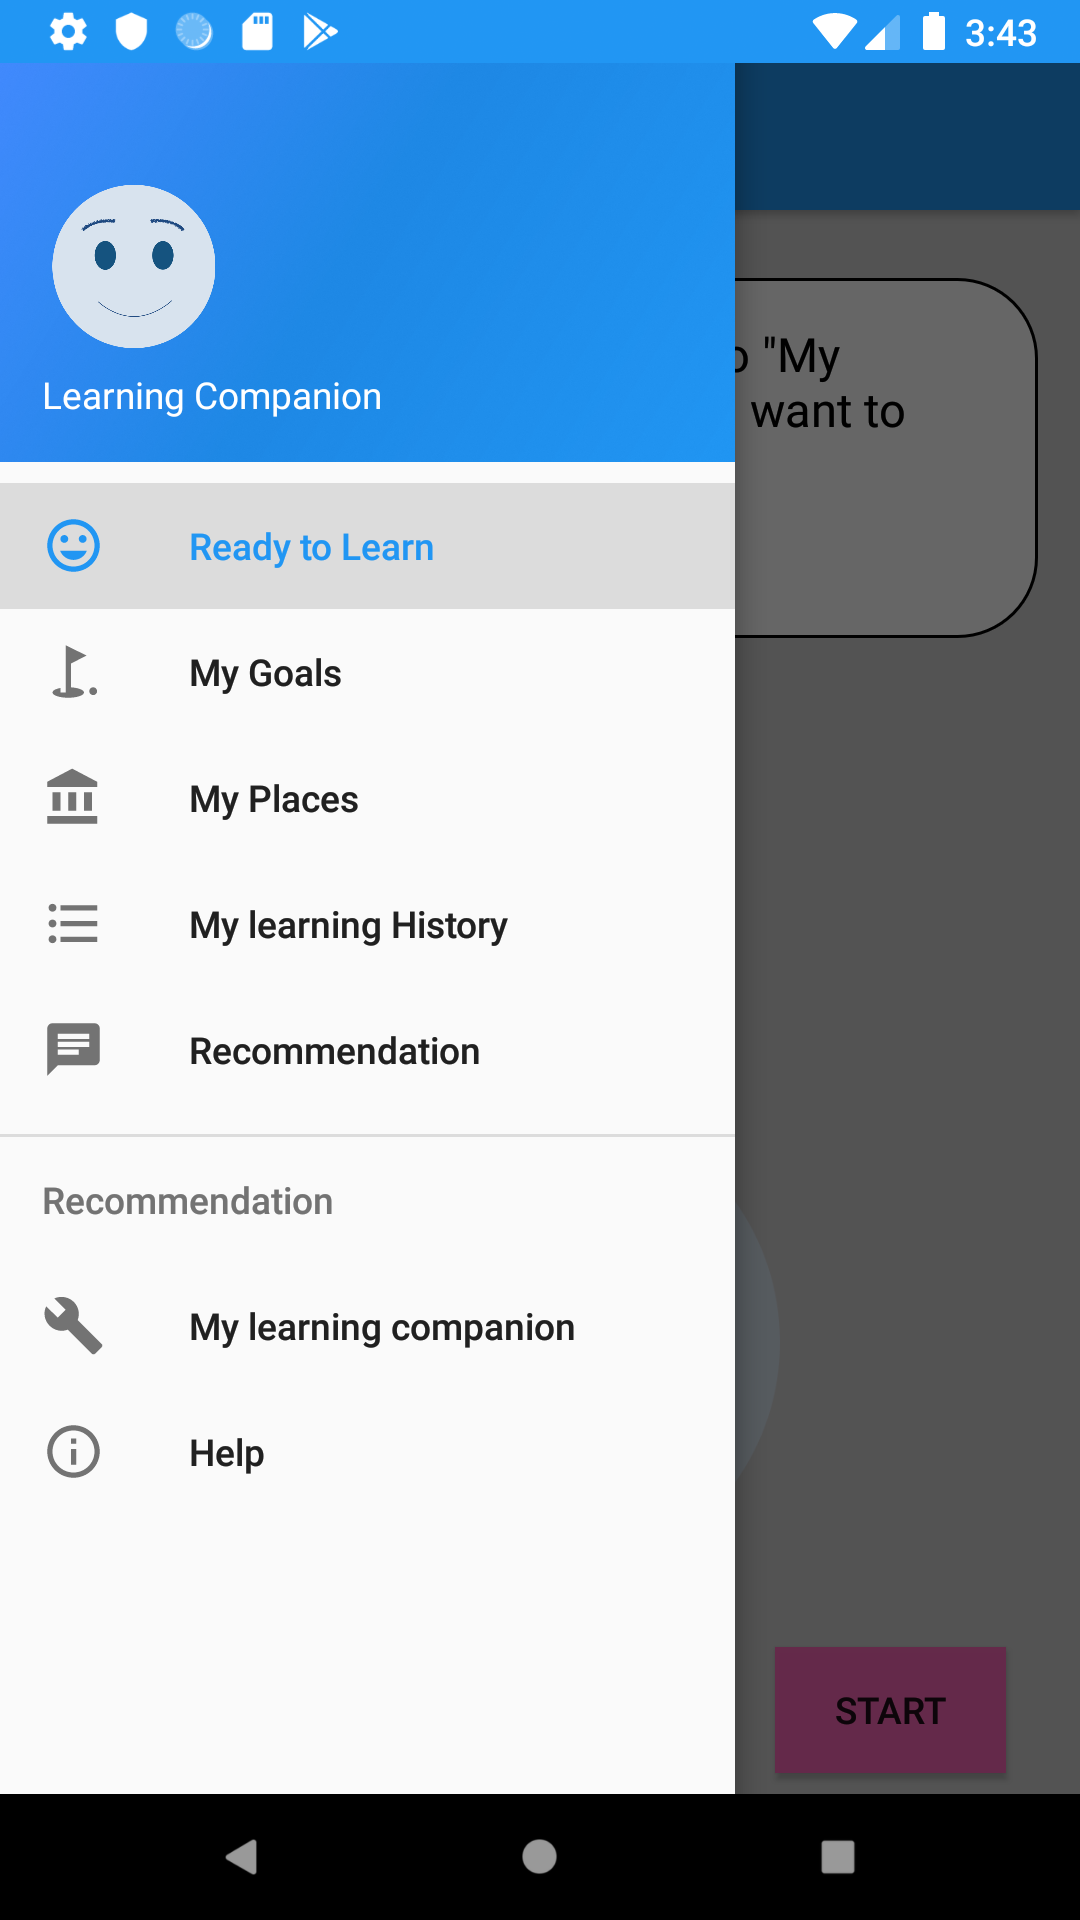 3:43
Learning Companion
"My
want to
Ready to Learn
My Goals
My Places
My learning History
Recommendation
Recommendation
My learning companion
Help
START